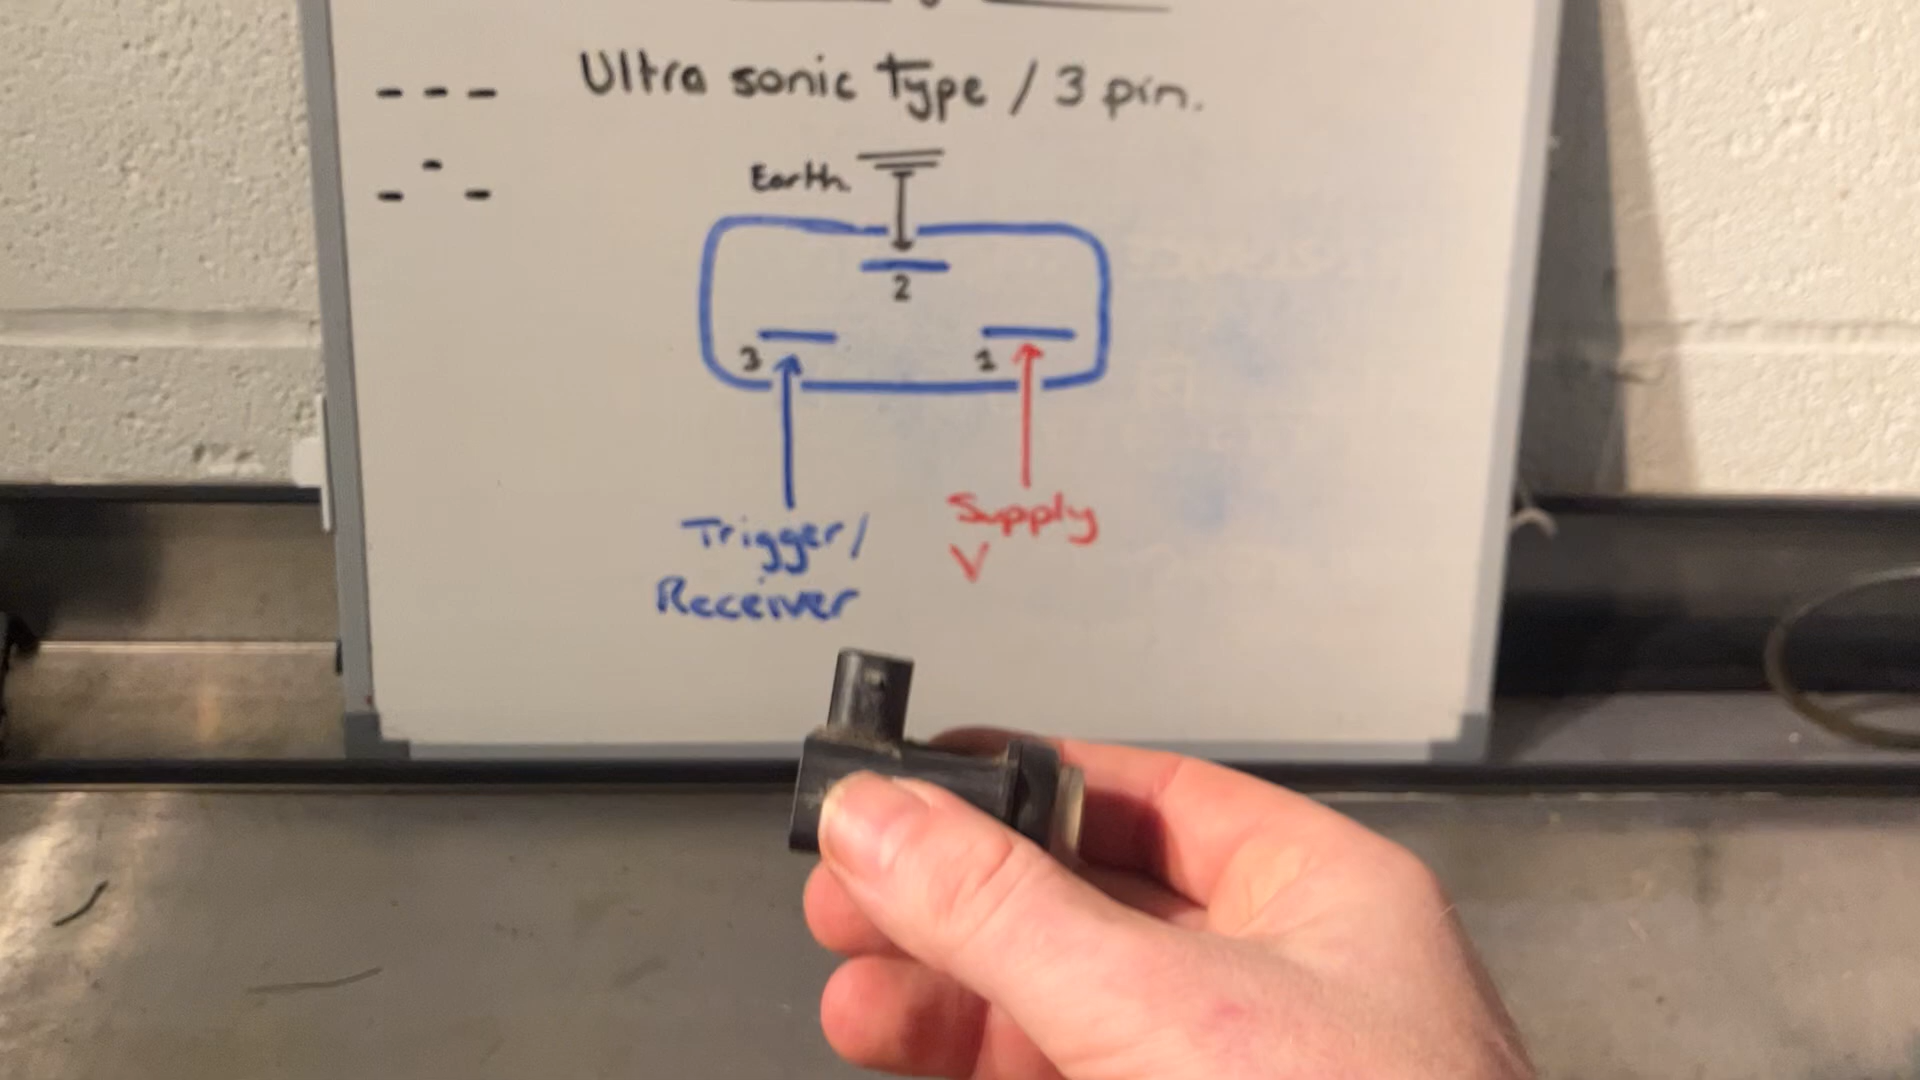 Ultra sonic Type / 3 pin.
Earth.
2
3
1
Trigger/
Receiver
Supply
V